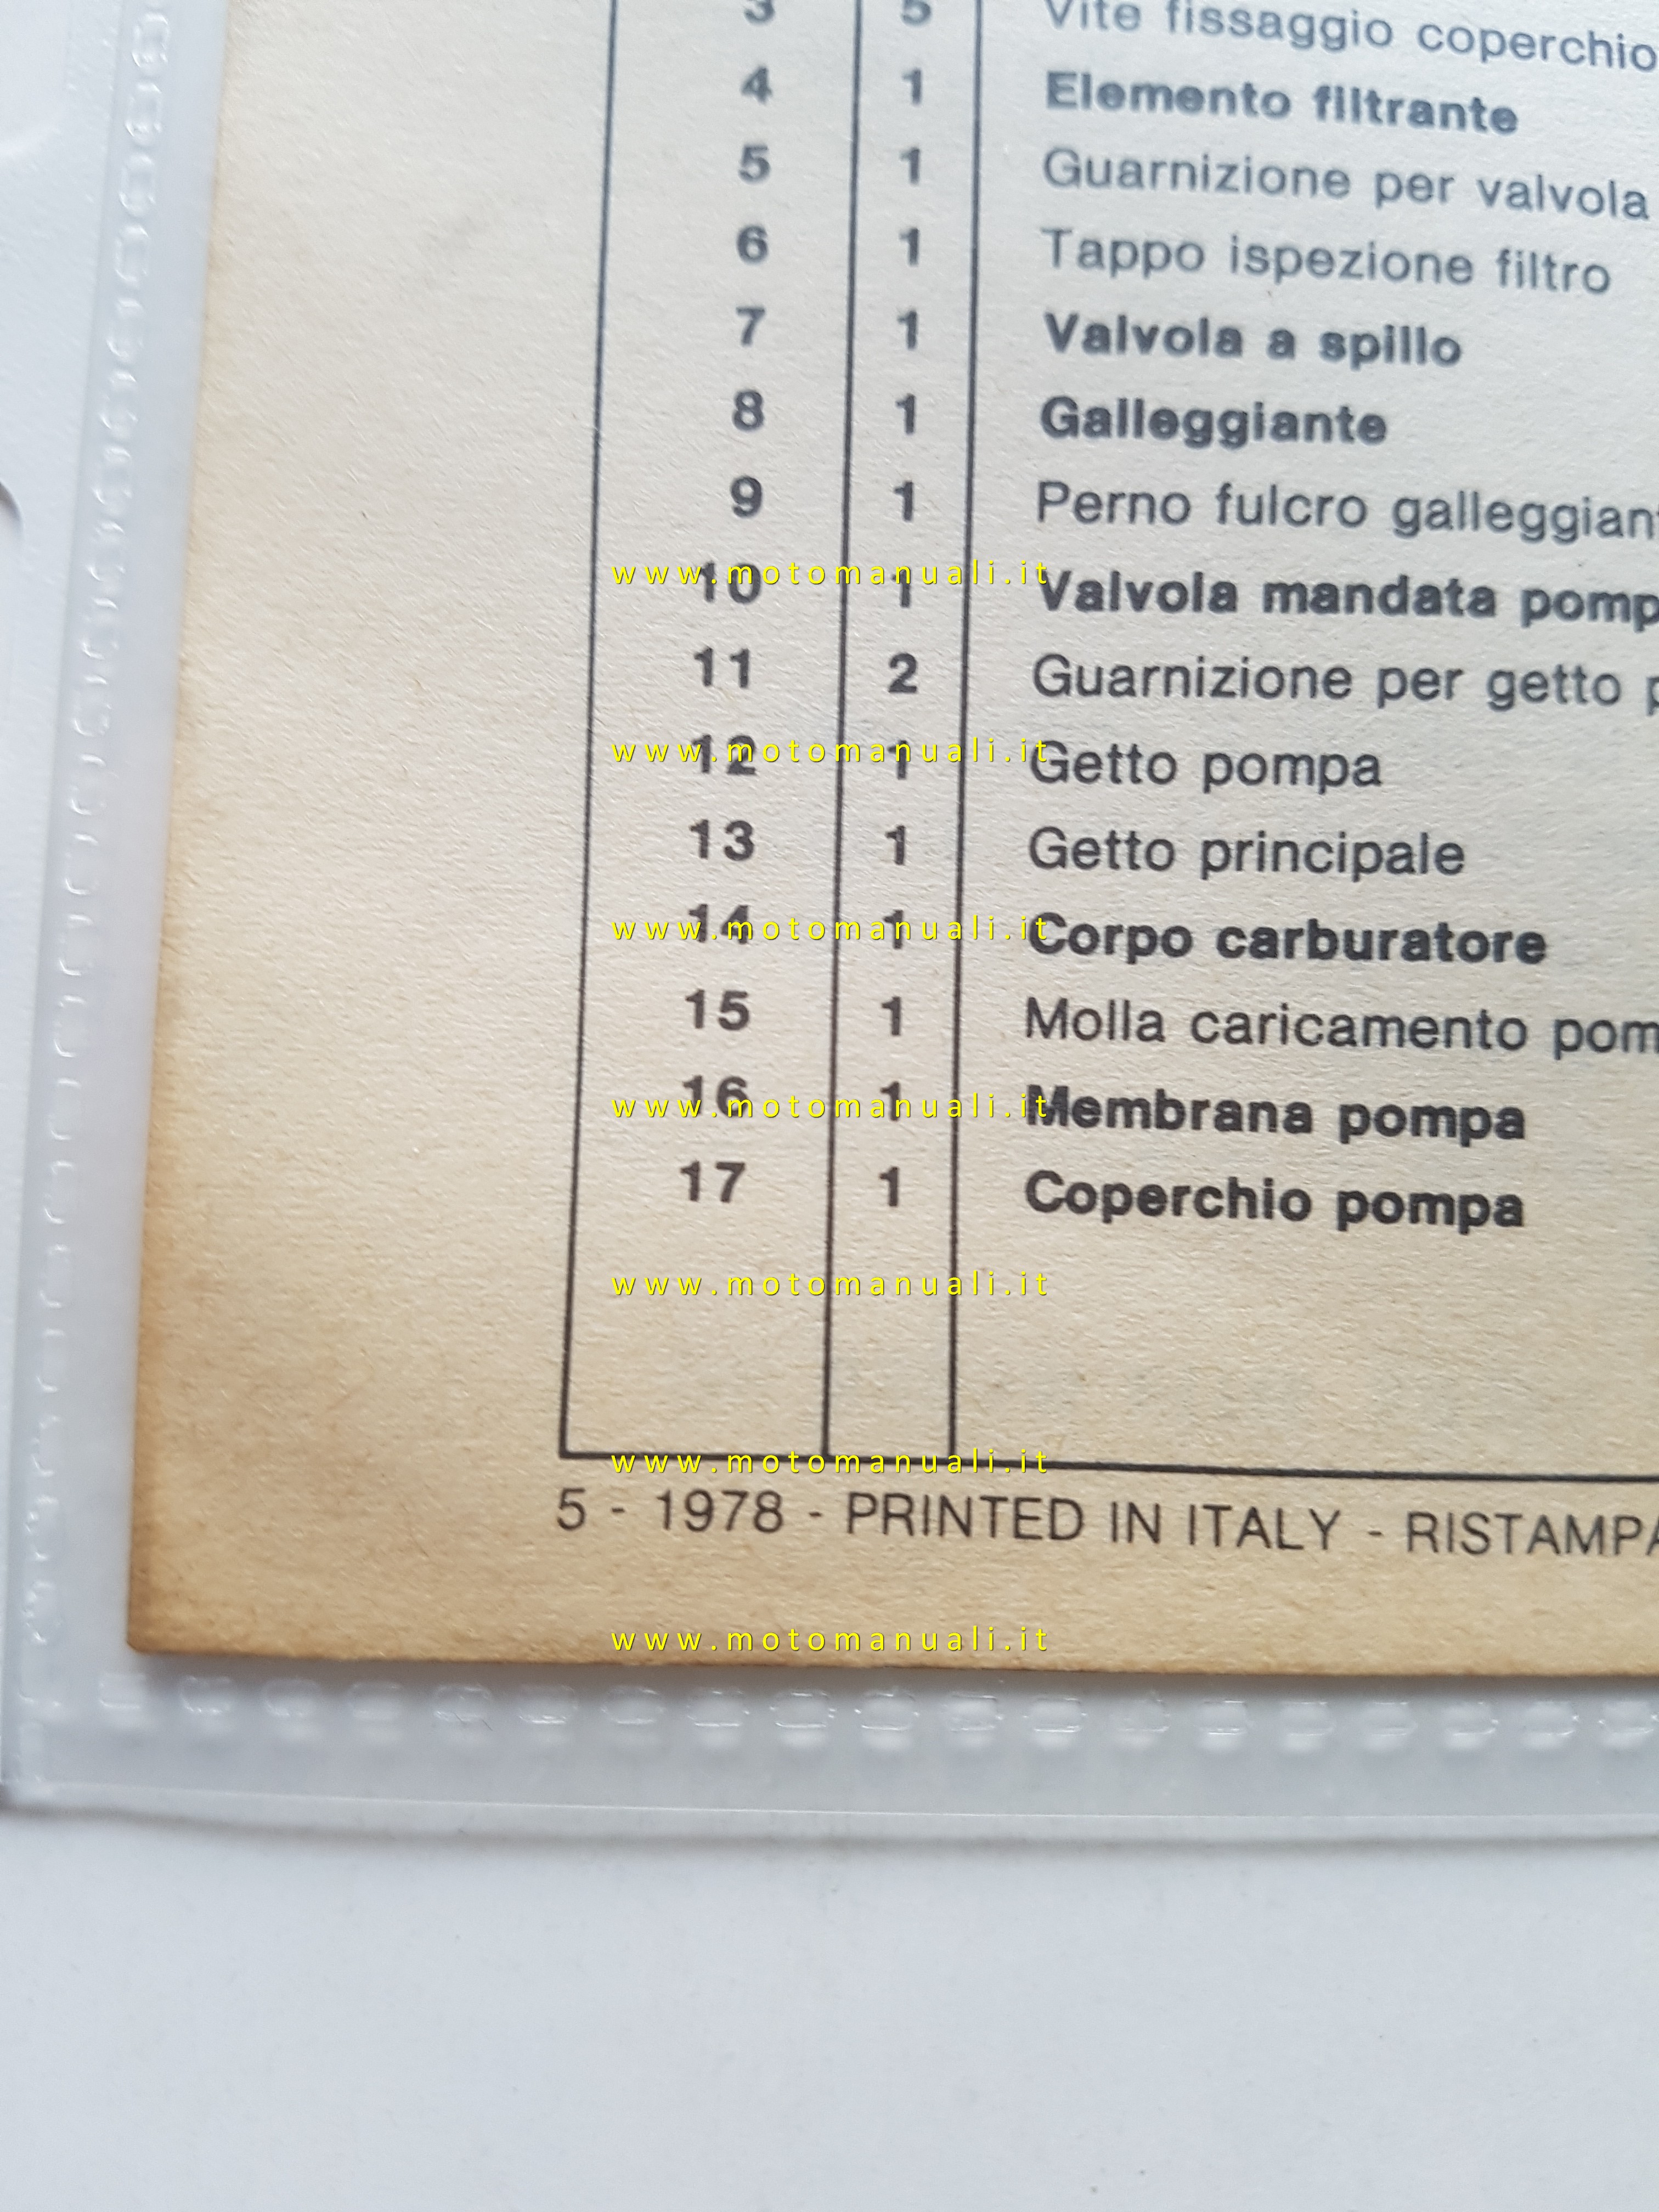 3 5 Vite fissaggio coperchio
4 1 Elemento filtrante
5 1 Guarnizione per valvola
6 1 Tappo ispezione filtro
7 1 Valvola a spillo
8 1 Galleggiante
9 1 Perno fulcro
www.motomanuali.it
10 1 Valvola mandata
11 2 Guarnizione per getto
www.motomanuali.it
12 1 Getto pompa
13 1 Getto principale
www.motomanuali.it
14 1 Corpo carburatore
15 1 Molla caricamento
www.motomanuali.it
16 1 Membrana pompa
17 1 Coperchio pompa
www.motomanuali.it
www.motomanuali.it
5 - 1978 - PRINTED IN ITALY - RISTAMPA
www.motomanuali.it